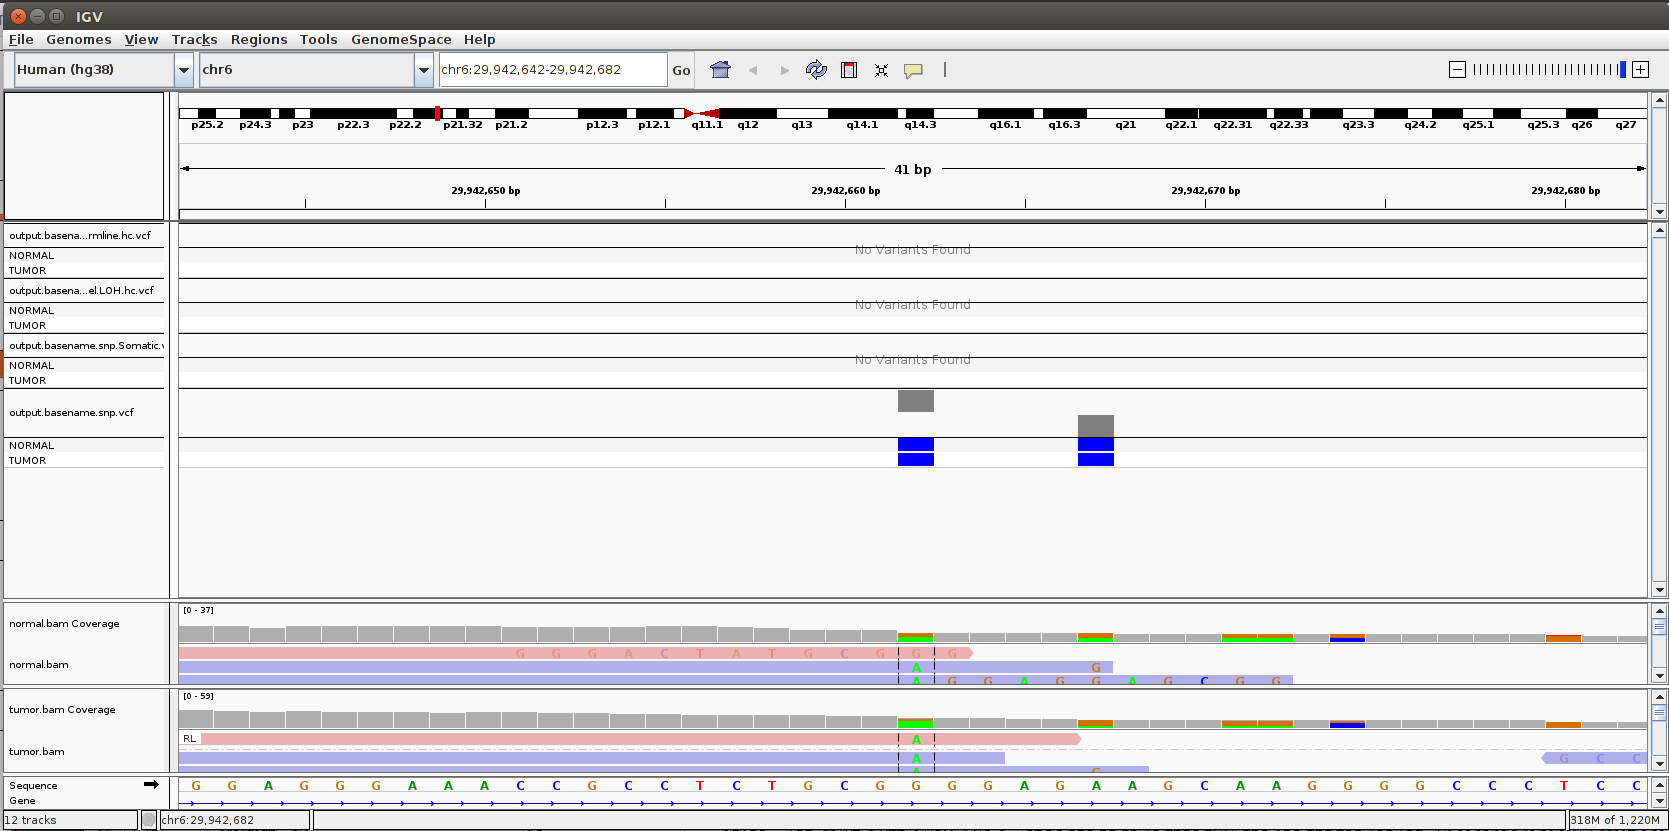 IGV
File Genomes View Tracks Regions Tools GenomeSpace Help
Human (hg38) chr6 chr6:29,942,642-29,942,682 Go
p25.2 p24.3 p23 p22.3 p22.2 p21.32 p21.2 p12.3 p12.1 q11.1 q12 q13 q14.1 q14.3 q16.1 q16.3 q21 q22.1 q22.31 q22.33 q23.3 q24.2 q25.1 q25.3 q26 q27
41 bp
29,942,650 bp 29,942,660 bp 29,942,670 bp 29,942,680 bp
output.basena...rmline.hc.vcf
No Variants Found
NORMAL
TUMOR
output.basena...el.LOH.hc.vcf
No Variants Found
NORMAL
TUMOR
output.basename.snp.Somatic.
No Variants Found
NORMAL
TUMOR
output.basename.snp.vcf
NORMAL
TUMOR
[0 - 37]
normal.bam Coverage
G G G A C T A T G C G G G
normal.bam
A G
A G G A G G A G C G G
[0 - 59]
tumor.bam Coverage
RL A
tumor.bam
A G C C
A G
Sequence G G A G G G A A A C C G C C T C T G C G G G G A G A A G C A A G G G G C C C T C C
Gene
12 tracks chr6:29,942,682 318M of 1,220M